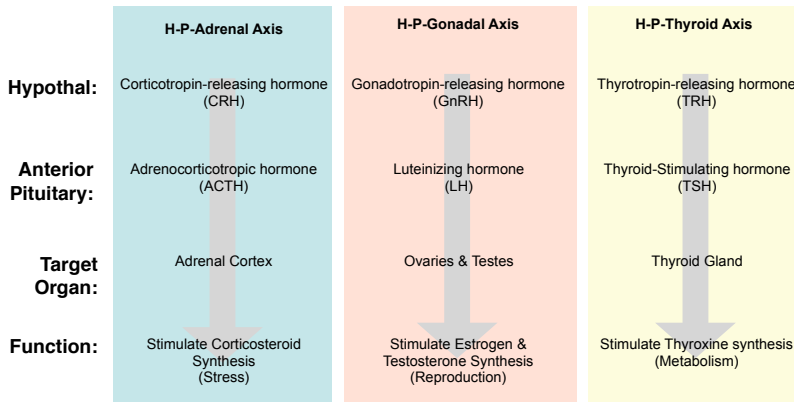 H-P-Adrenal Axis
H-P-Gonadal Axis
H-P-Thyroid Axis
Hypothal:
Corticotropin-releasing hormone
(CRH)
Gonadotropin-releasing hormone
(GnRH)
Thyrotropin-releasing hormone
(TRH)
Anterior
Pituitary:
Adrenocorticotropic hormone
(ACTH)
Luteinizing hormone
(LH)
Thyroid-Stimulating hormone
(TSH)
Target
Organ:
Adrenal Cortex
Ovaries & Testes
Thyroid Gland
Function:
Stimulate Corticosteroid
Synthesis
(Stress)
Stimulate Estrogen &
Testosterone Synthesis
(Reproduction)
Stimulate Thyroxine synthesis
(Metabolism)